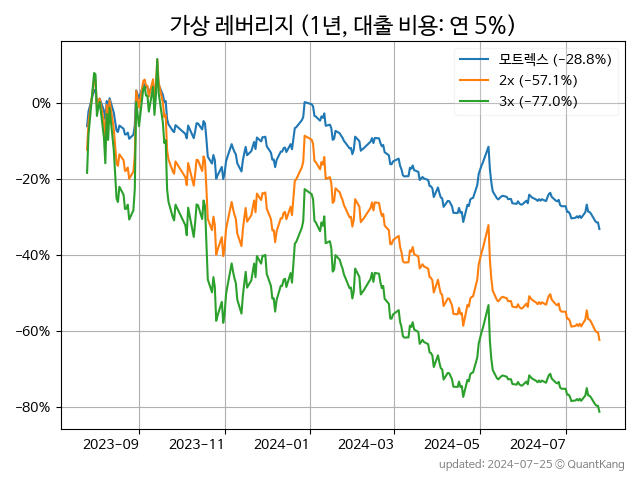 가상 레버리지 (1년, 대출 비용: 연 5%)
모트렉스 (−28.8%)
2x (−57.1%)
3x (−77.0%)
0%
−20%
−40%
−60%
−80%
2023−09 2023−11 2024−01 2024−03 2024−05 2024−07
updated: 2024-07-25 © QuantKang